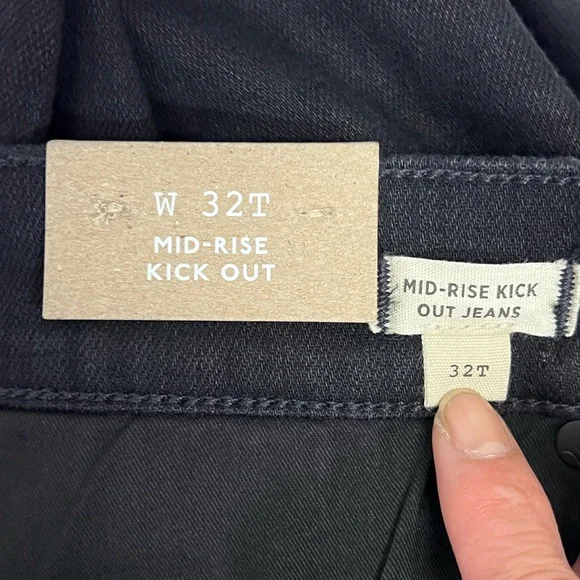 W 32T
MID-RISE
KICK OUT
MID-RISE KICK
OUT JEANS
32T